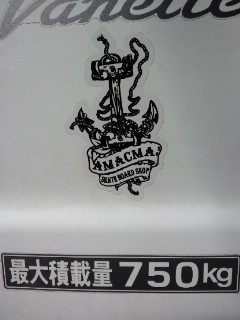 Vanette
AMACMA.
SKATE BOARD SHOP
最大積載量 750kg